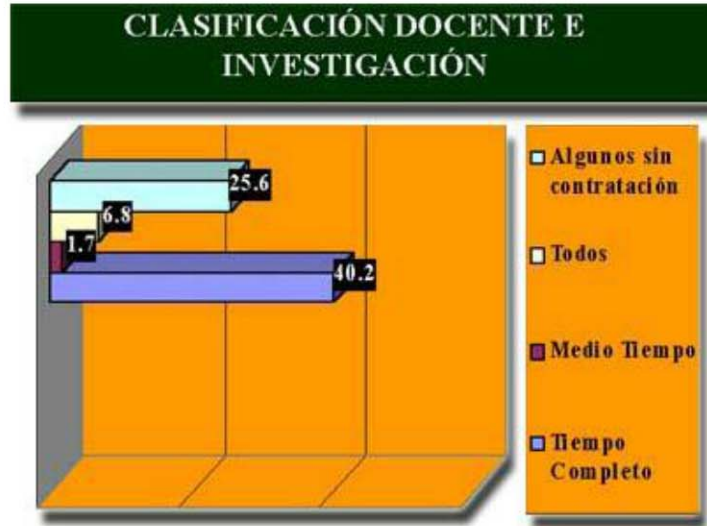 CLASIFICACIÓN DOCENTE E
INVESTIGACIÓN
25.6
6.8
1.7
40.2
Algunos sin
contratación
Todos
Medio Tiempo
Tiempo
Completo